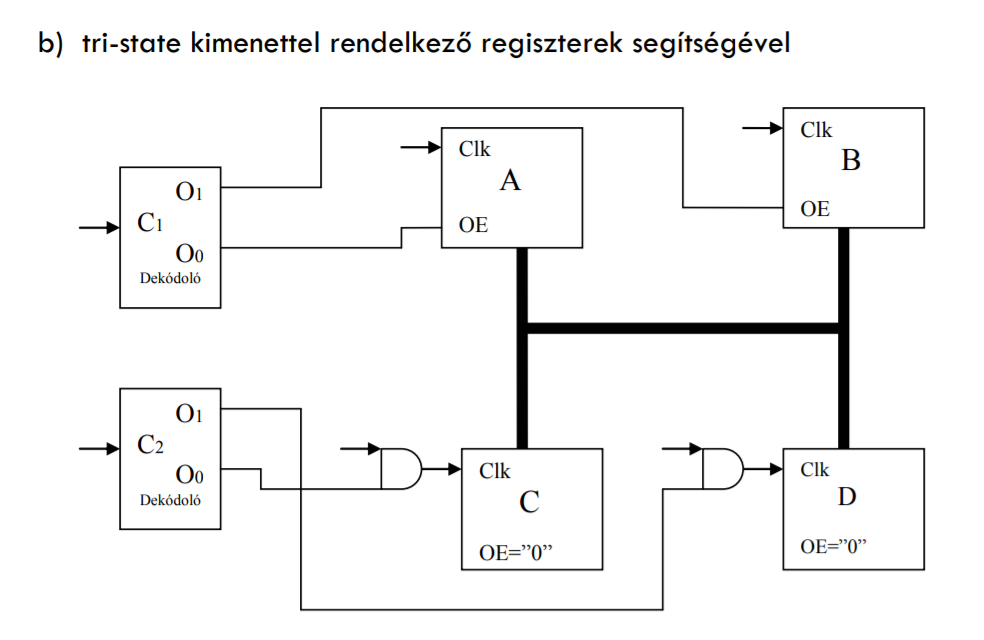 b) tri-state kimenettel rendelkező regiszterek segítségével
O1
C1
O0
Dekódoló
Clk
A
OE
Clk
B
OE
O1
C2
O0
Dekódoló
Clk
C
OE=”0”
Clk
D
OE=”0”